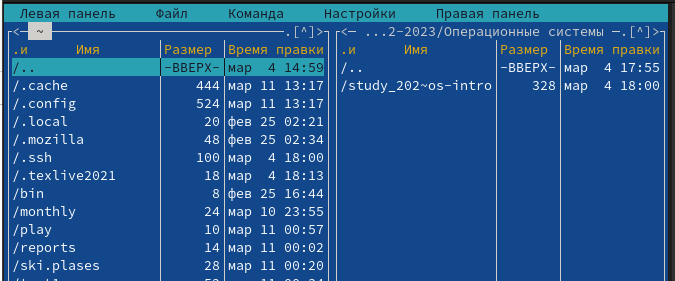 Левая панель Файл Команда Настройки Правая панель
<─ ~ .[^]>
.и Имя Размер Время правки
/.. -ВВЕРХ- мар 4 14:59
/.cache 444 мар 11 13:17
/.config 524 мар 11 13:17
/.local 20 фев 25 02:21
/.mozilla 48 фев 25 02:34
/.ssh 100 мар 4 18:00
/.texlive2021 18 мар 4 18:13
/bin 8 фев 25 16:44
/monthly 24 мар 10 23:55
/play 10 мар 11 00:57
/reports 14 мар 11 00:02
/ski.plases 28 мар 11 00:20
<─ ...2-2023/Операционные системы ─.[^]>
.и Имя Размер Время правки
/.. -ВВЕРХ- мар 4 17:55
/study_202~os-intro 328 мар 4 18:00